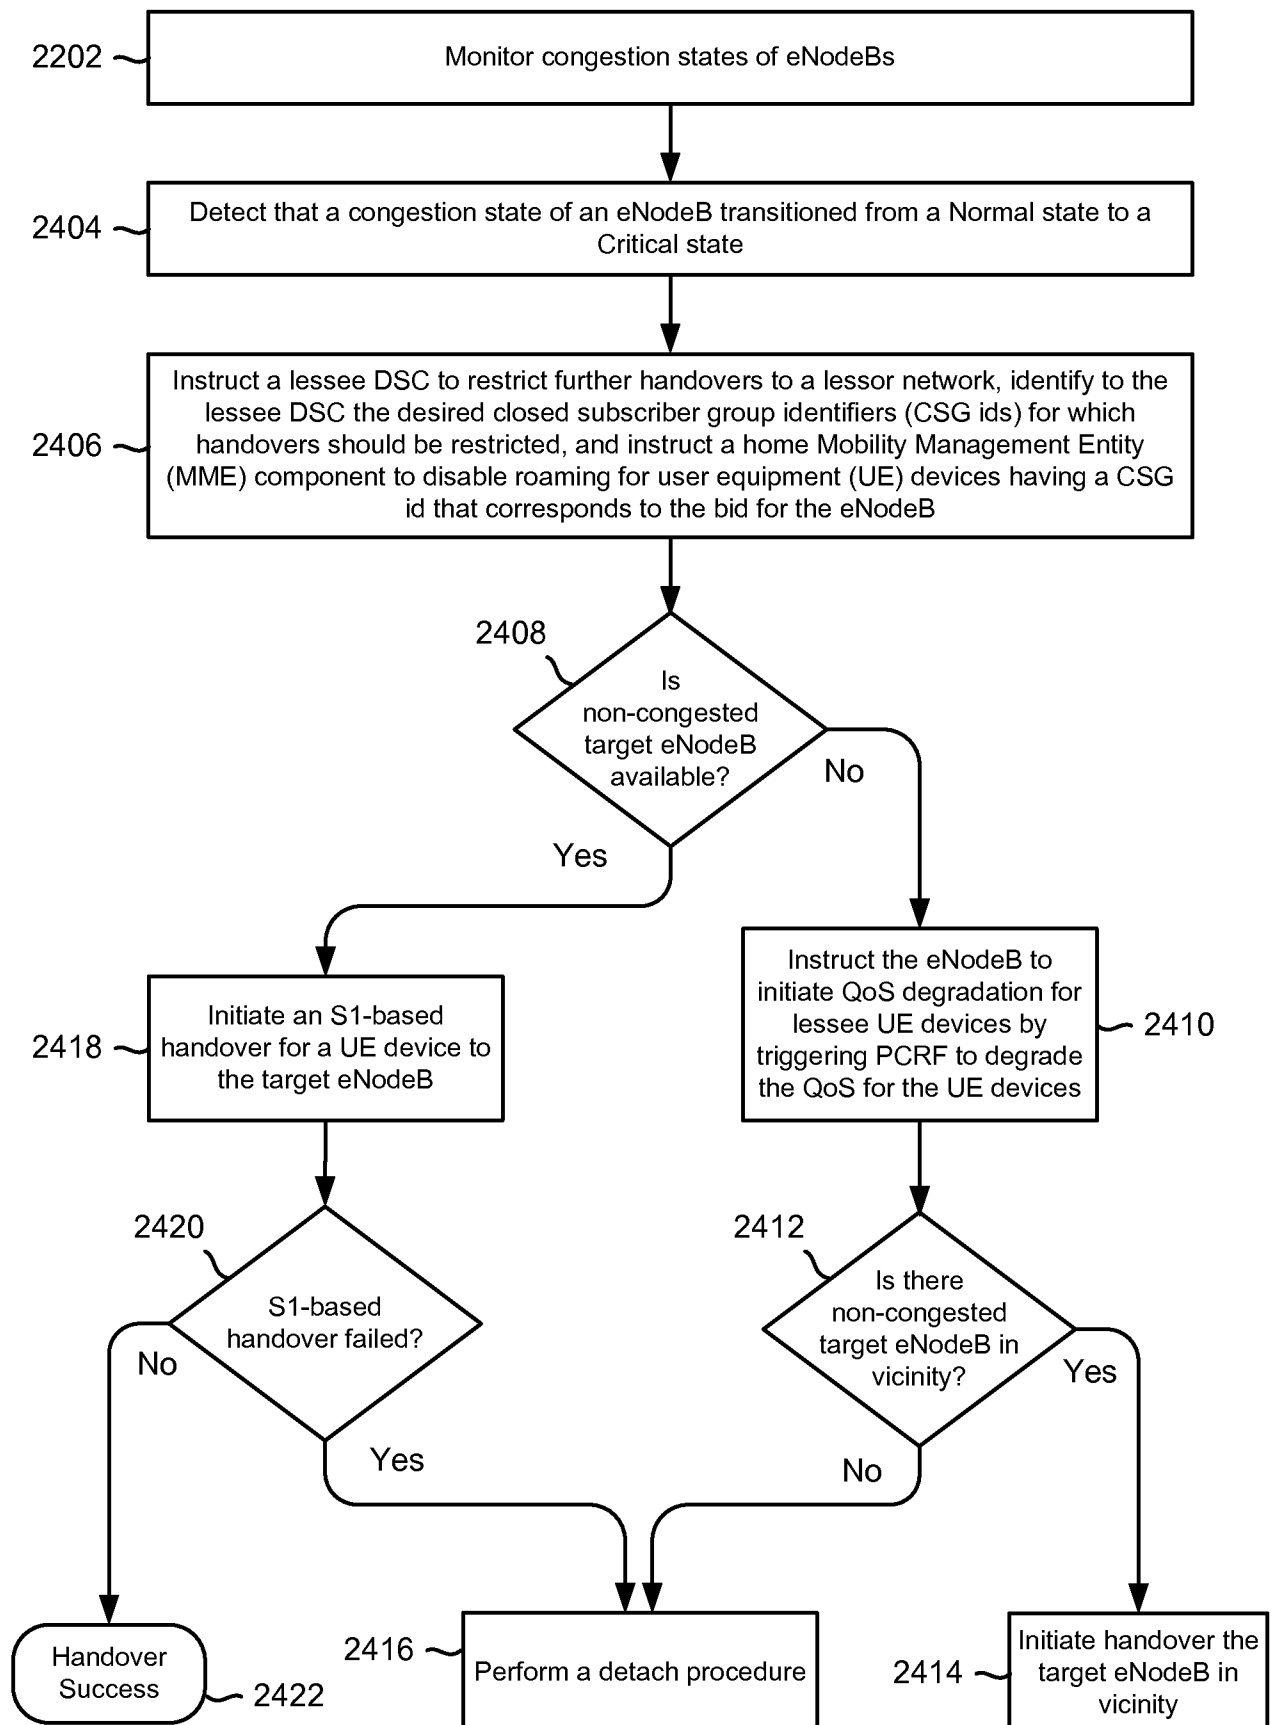 2202
Monitor congestion states of eNodeBs
2404
Detect that a congestion state of an eNodeB transitioned from a Normal state to a
Critical state
2406
Instruct a lessee DSC to restrict further handovers to a lessor network, identify to the
lessee DSC the desired closed subscriber group identifiers (CSG ids) for which
handovers should be restricted, and instruct a home Mobility Management Entity
(MME) component to disable roaming for user equipment (UE) devices having a CSG
id that corresponds to the bid for the eNodeB
2408
Is
non-congested
target eNodeB
available?
No
Yes
2418
Initiate an S1-based
handover for a UE device to
the target eNodeB
Instruct the eNodeB to
initiate QoS degradation for
lessee UE devices by
triggering PCRF to degrade
the QoS for the UE devices
2410
2420
S1-based
handover failed?
No
Yes
2412
Is there
non-congested
target eNodeB in
vicinity?
Yes
No
Handover
Success
2422
2416
Perform a detach procedure
2414
Initiate handover the
target eNodeB in
vicinity